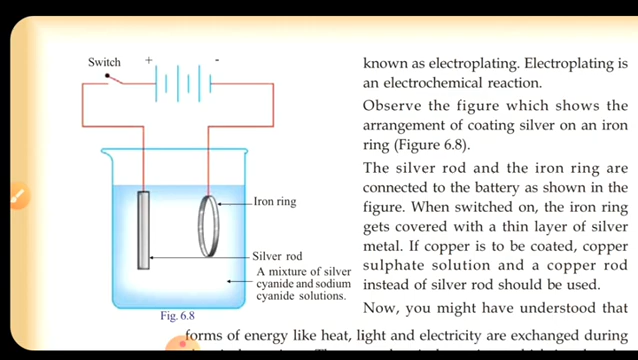 Switch
+
-
Iron ring
Silver rod
A mixture of silver
cyanide and sodium
cyanide solutions.
Fig. 6.8
known as electroplating. Electroplating is
an electrochemical reaction.
Observe the figure which shows the
arrangement of coating silver on an iron
ring (Figure 6.8).
The silver rod and the iron ring are
connected to the battery as shown in the
figure. When switched on, the iron ring
gets covered with a thin layer of silver
metal. If copper is to be coated, copper
sulphate solution and a copper rod
instead of silver rod should be used.
Now, you might have understood that
forms of energy like heat, light and electricity are exchanged during